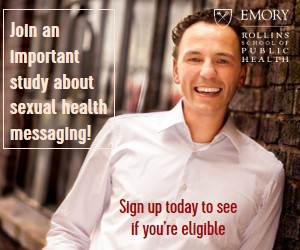 Join an
important
study about
sexual health
messaging!
EMORY
ROLLINS
SCHOOL OF
PUBLIC
HEALTH
Sign up today to see
if you're eligible